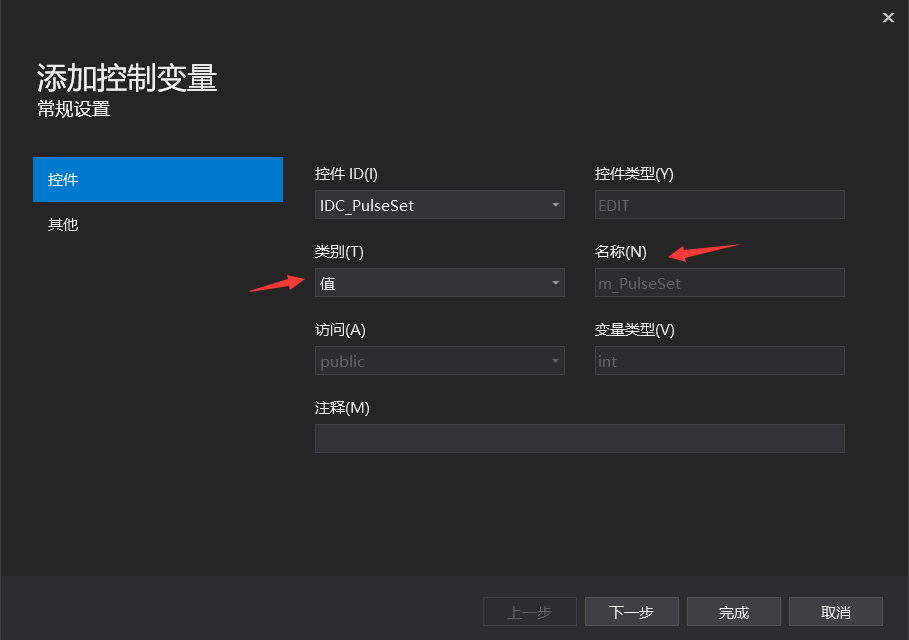 添加控制变量
常规设置
控件
其他
控件 ID(I)
控件类型(Y)
IDC_PulseSet
EDIT
类别(T)
名称(N)
值
m_PulseSet
访问(A)
变量类型(V)
public
int
注释(M)
上一步
下一步
完成
取消